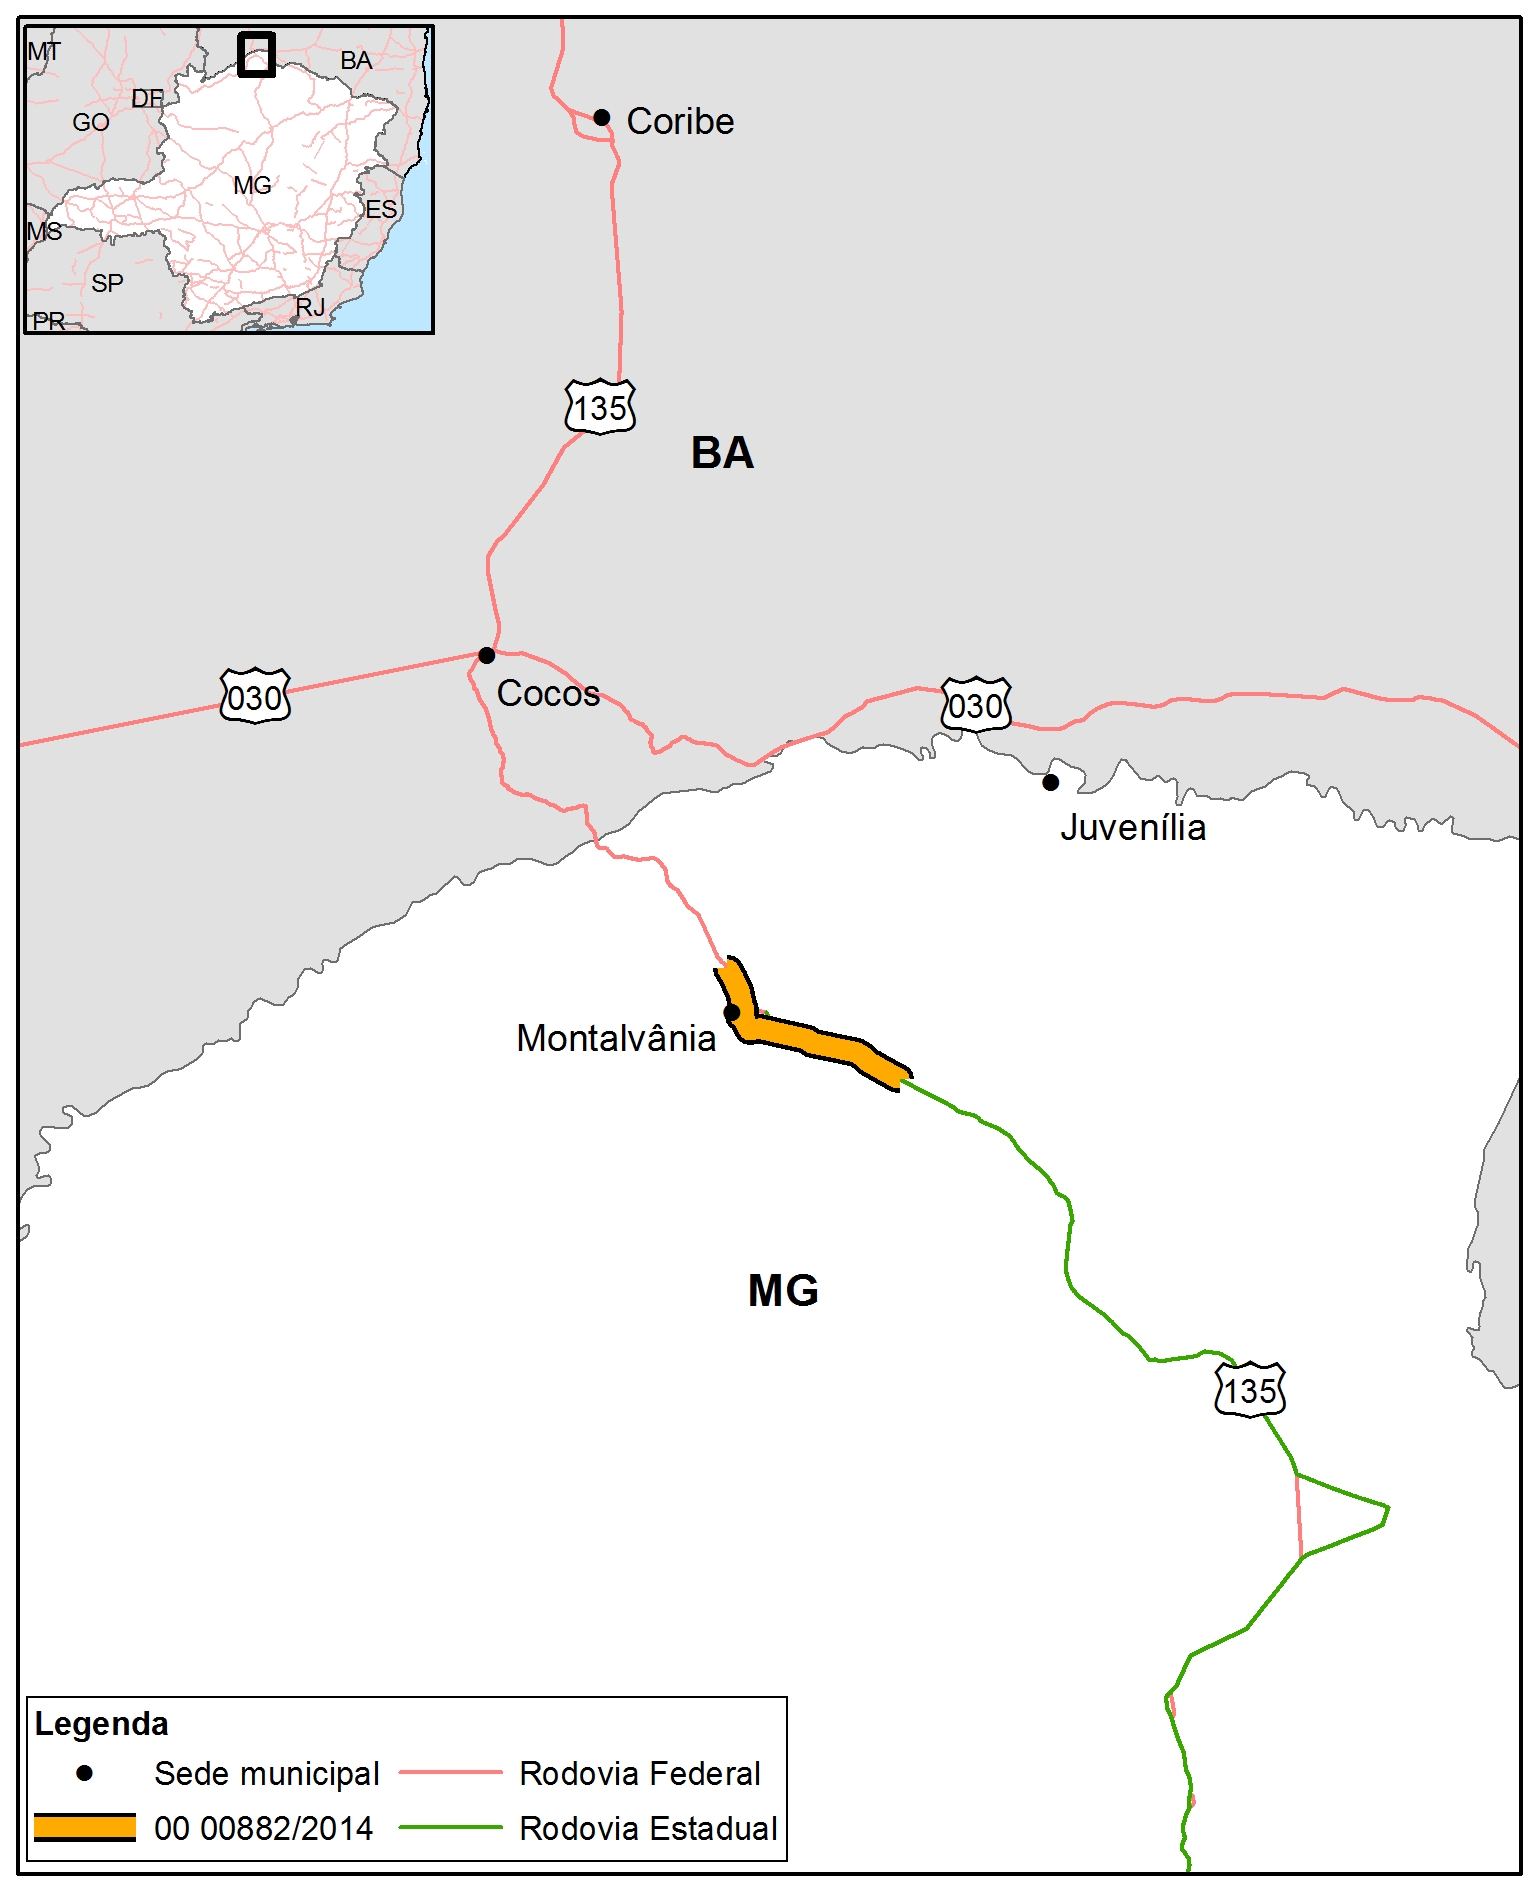 MT
BA
DF
GO
MG
ES
MS
SP
RJ
PR
Coribe
135
BA
030
Cocos
030
Juvenília
Montalvânia
MG
135
Legenda
Sede municipal
Rodovia Federal
00 00882/2014
Rodovia Estadual